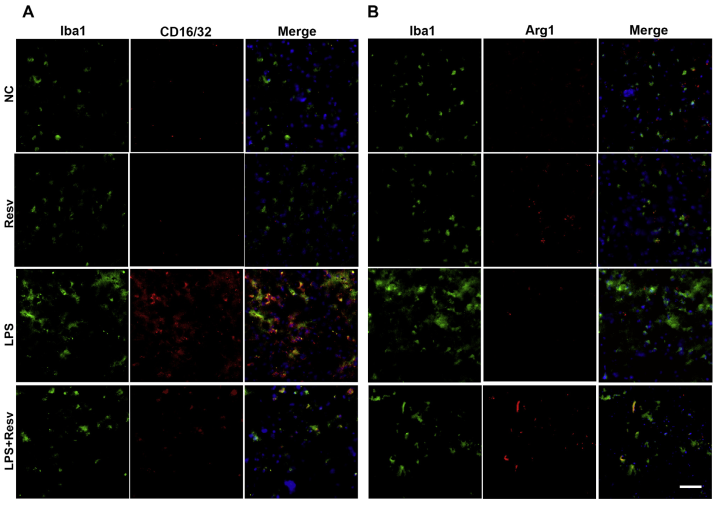 A B
Iba1 CD16/32 Merge Iba1 Arg1 Merge
NC
Resv
LPS
LPS+Resv